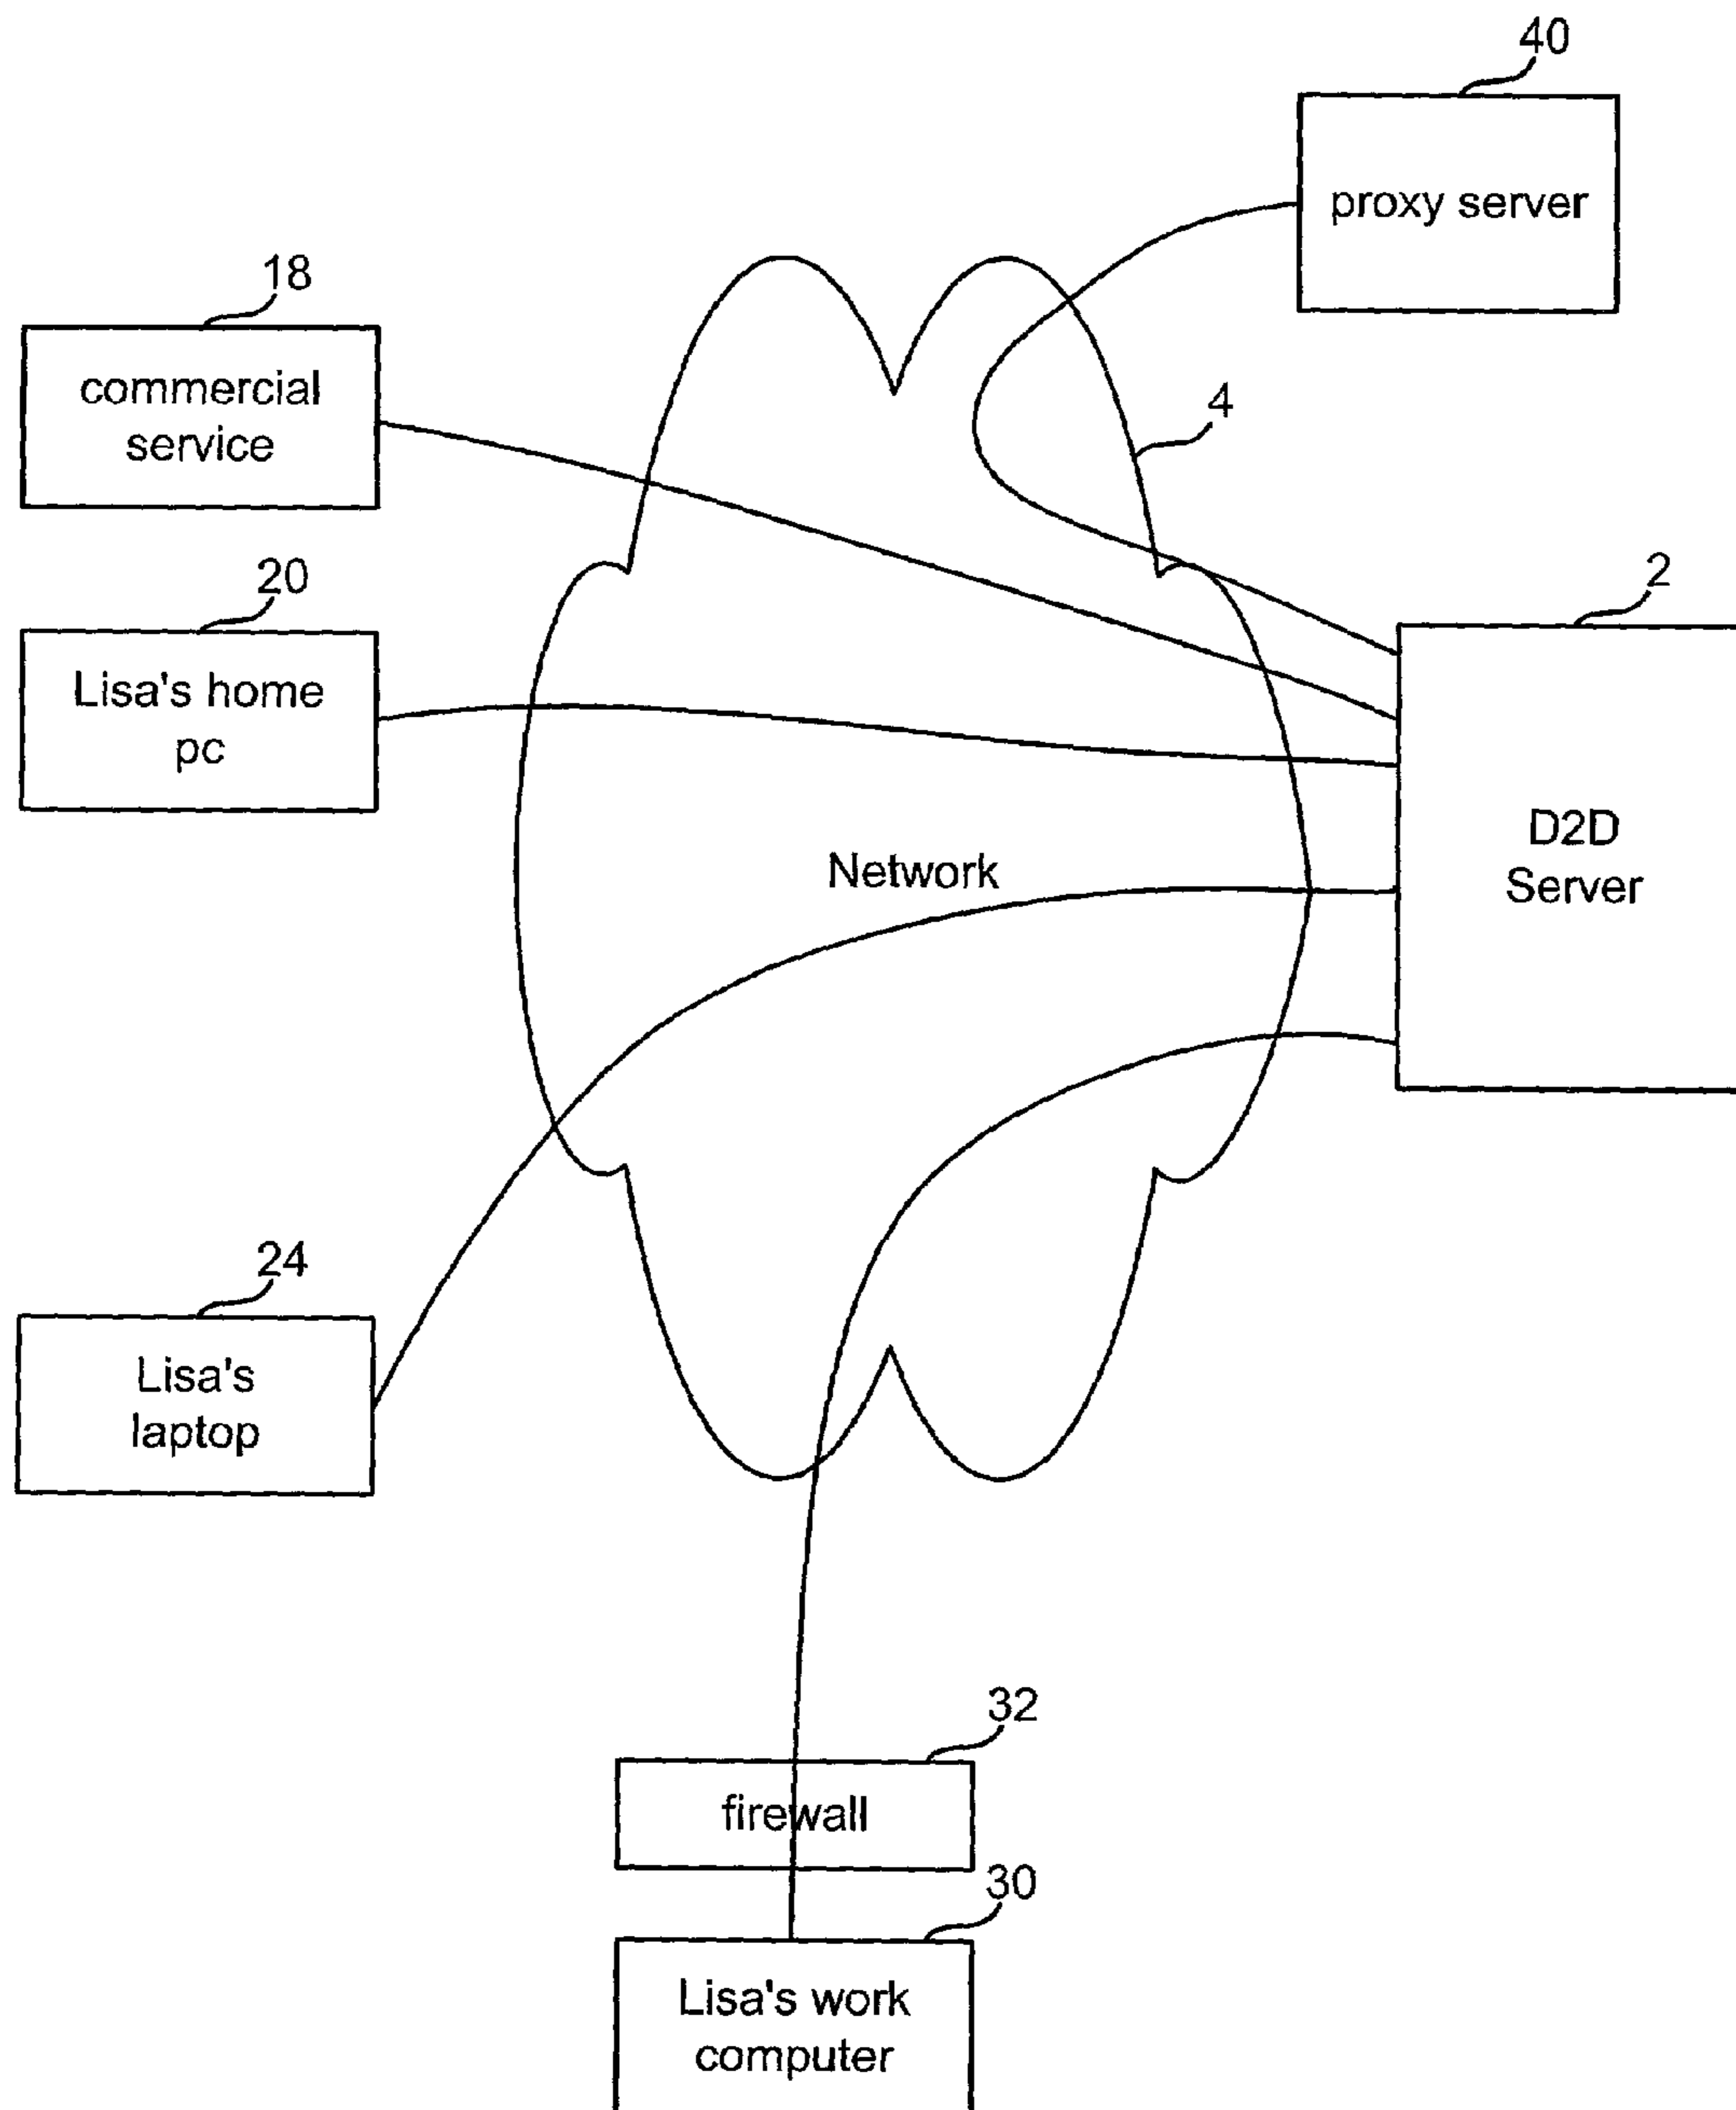 40
proxy server
18
commercial
service
4
20
Lisa's home
pc
2
D2D
Server
Network
24
Lisa's
laptop
32
firewall
30
Lisa's work
computer